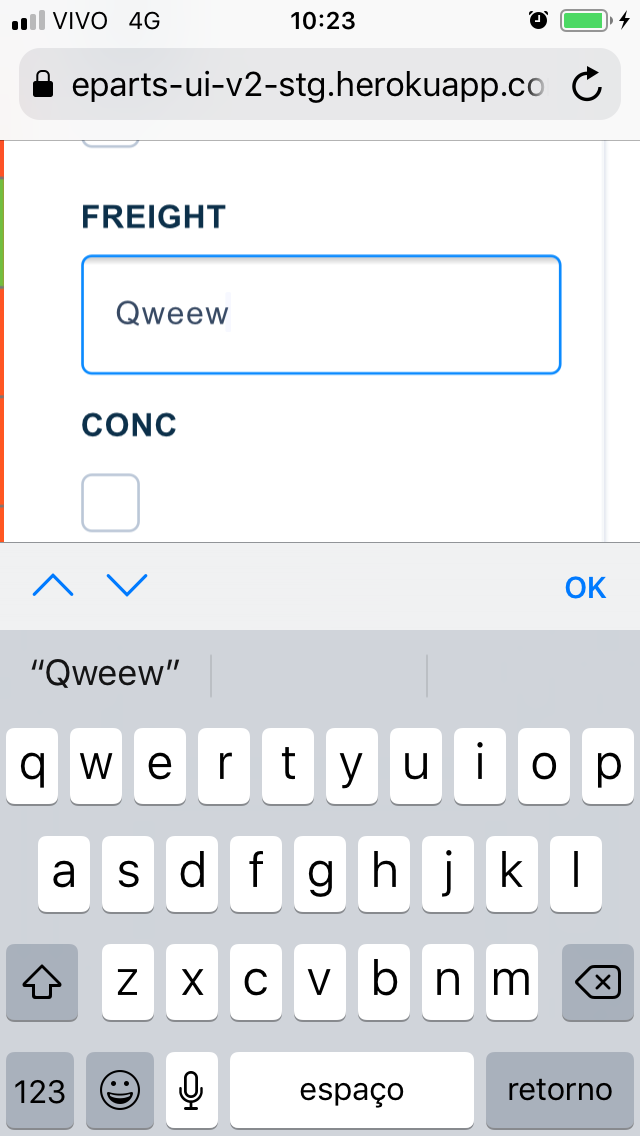 VIVO 4G 10:23
eparts-ui-v2-stg.herokuapp.co
FREIGHT
Qweew
CONC
OK
“Qweew”
q w e r t y u i o p
a s d f g h j k l
z x c v b n m
123 espaço retorno